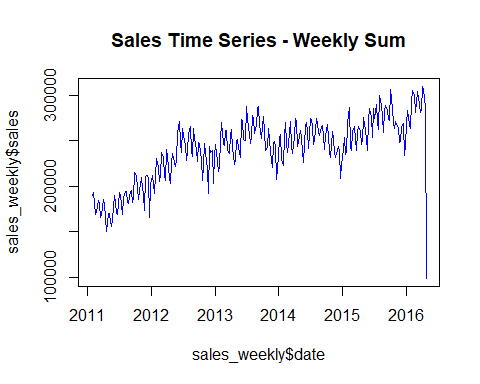 Sales Time Series - Weekly Sum
sales_weekly$sales
300000
200000
100000
2011 2012 2013 2014 2015 2016
sales_weekly$date